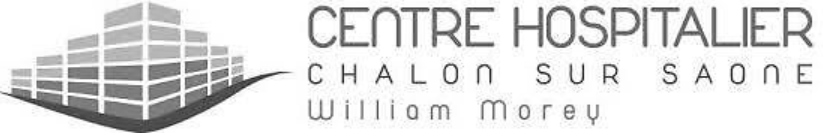 CENTRE HOSPITALIER
CHALON SUR SAONE
William Morey